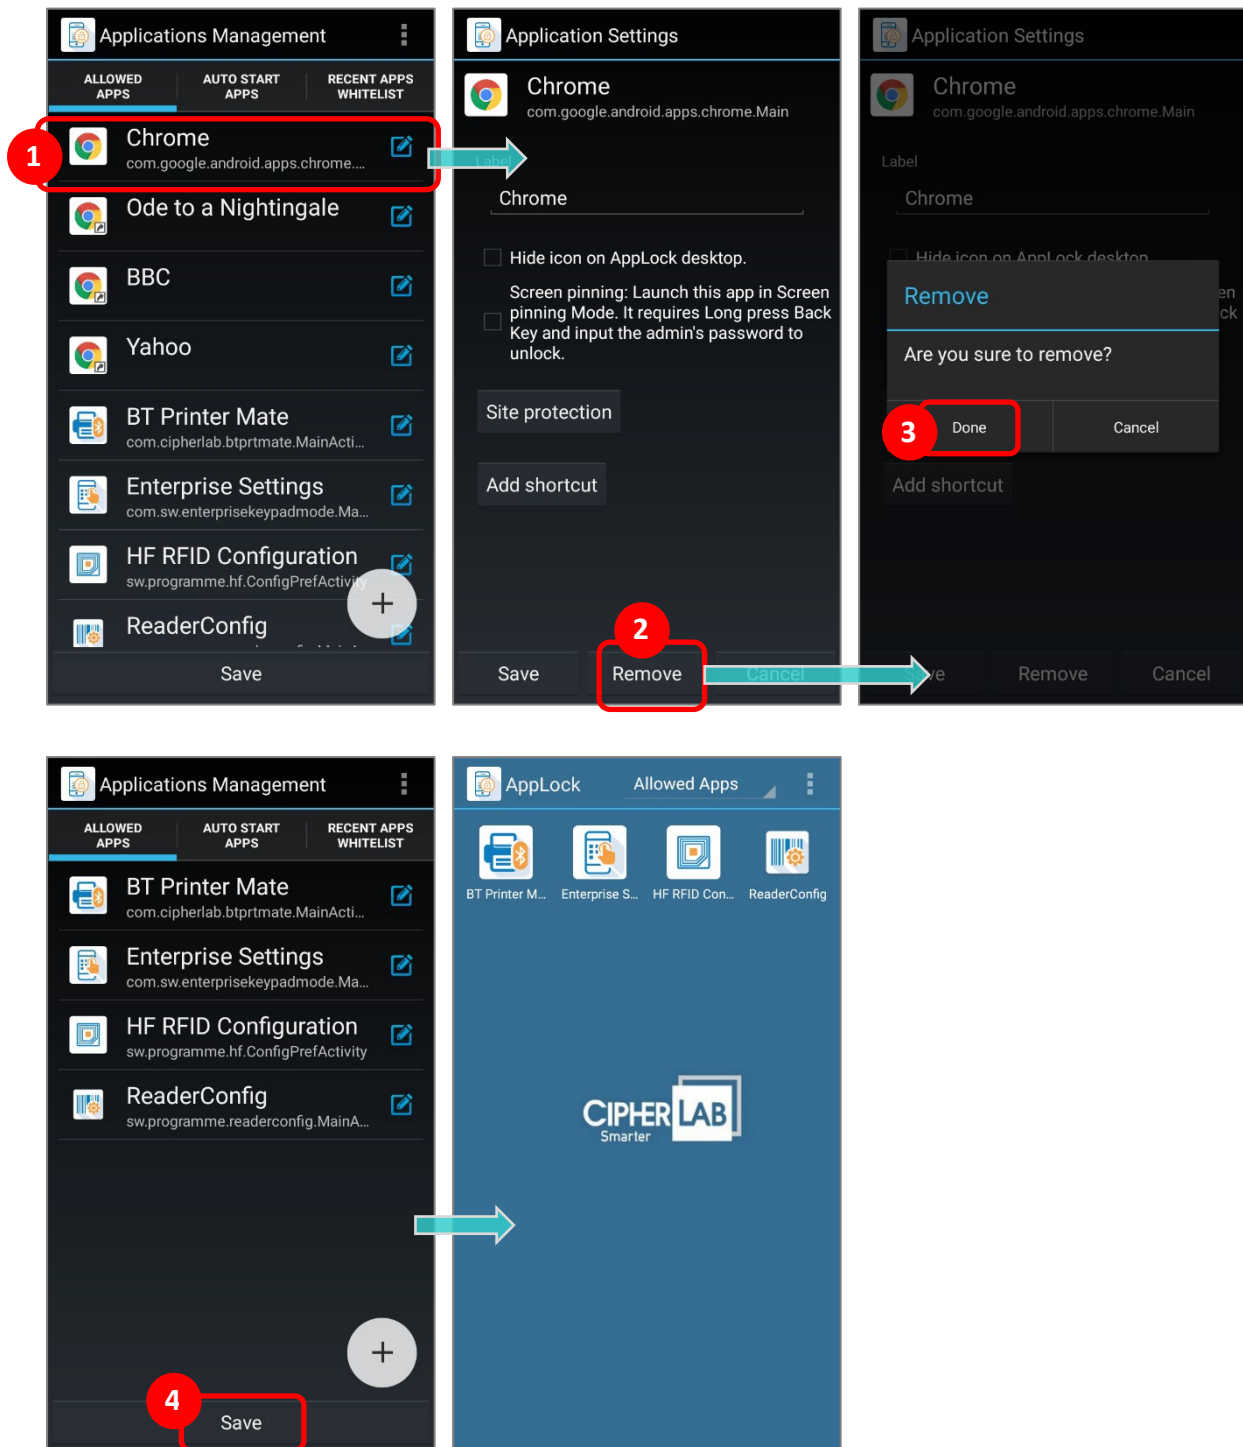 Applications Management
ALLOWED APPS
AUTO START APPS
RECENT APPS WHITELIST
1
Chrome
com.google.android.apps.chrome....
Ode to a Nightingale
BBC
Yahoo
BT Printer Mate
com.cipherlab.btprtmate.MainActi...
Enterprise Settings
com.sw.enterprisekeypadmode.Ma...
HF RFID Configuration
sw.programme.hf.ConfigPrefActivity
+
ReaderConfig
Save
Application Settings
Chrome
com.google.android.apps.chrome.Main
Label
Chrome
Hide icon on AppLock desktop.
Screen pinning: Launch this app in Screen
pinning Mode. It requires Long press Back
Key and input the admin's password to
unlock.
Site protection
Add shortcut
2
Save
Remove
Cancel
Application Settings
Chrome
com.google.android.apps.chrome.Main
Label
Chrome
Hide icon on AppLock desktop.
en
ck
Remove
Are you sure to remove?
3
Done
Cancel
Add shortcut
Save
Remove
Cancel
Applications Management
ALLOWED APPS
AUTO START APPS
RECENT APPS WHITELIST
BT Printer Mate
com.cipherlab.btprtmate.MainActi...
Enterprise Settings
com.sw.enterprisekeypadmode.Ma...
HF RFID Configuration
sw.programme.hf.ConfigPrefActivity
ReaderConfig
sw.programme.readerconfig.MainA...
+
4
Save
AppLock
Allowed Apps
BT Printer M...
Enterprise S...
HF RFID Con...
ReaderConfig
CIPHERLAB
Smarter